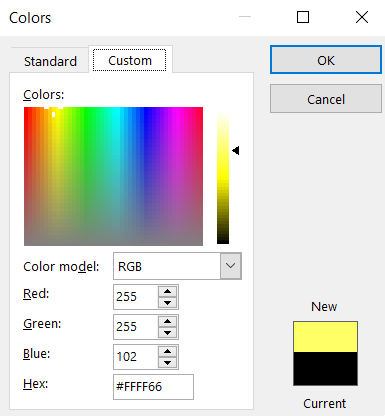 Colors
Standard Custom
OK
Cancel
Colors:
Color model: RGB
Red: 255
Green: 255
Blue: 102
Hex: #FFFF66
New
Current